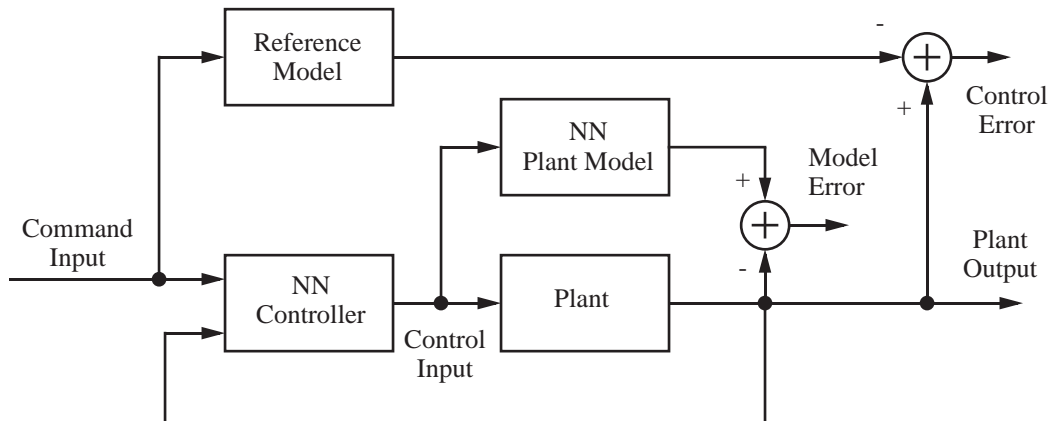 Reference
Model
-
+
Control
Error
NN
Plant Model
+
Model
Error
-
Command
Input
NN
Controller
Control
Input
Plant
Plant
Output